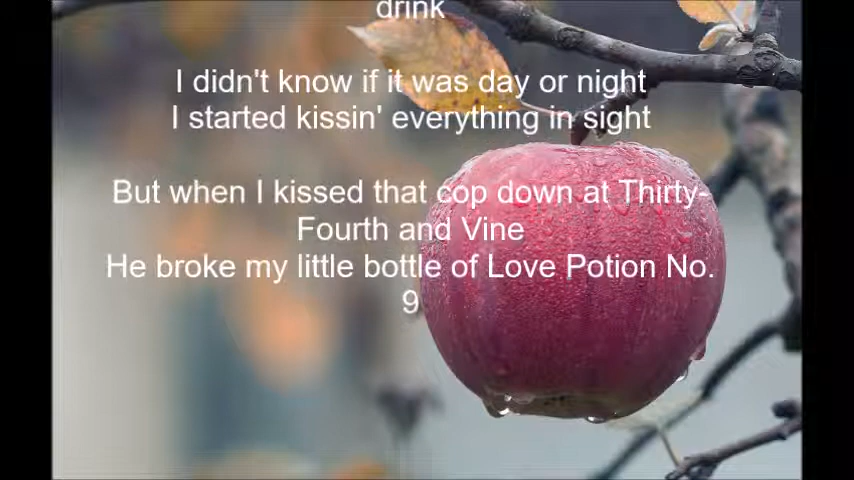 drink
I didn't know if it was day or night
I started kissin' everything in sight
But when I kissed that cop down at Thirty-
Fourth and Vine
He broke my little bottle of Love Potion No.
9